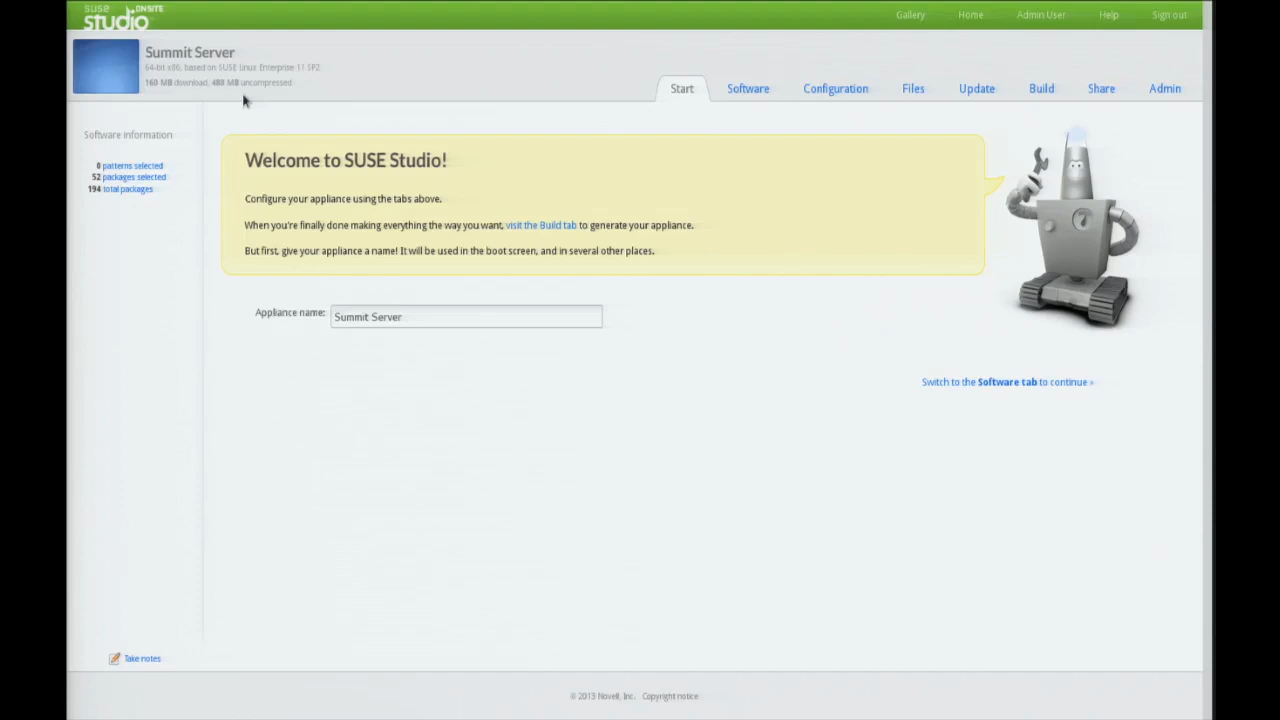 suse ONSITE
studio
Gallery Home Admin User Help Sign out
Summit Server
64-bit x86, based on SUSE Linux Enterprise 11 SP2
160 MB download, 480 MB uncompressed
Start Software Configuration Files Update Build Share Admin
Software information
0 patterns selected
52 packages selected
194 total packages
Welcome to SUSE Studio!
Configure your appliance using the tabs above.
When you're finally done making everything the way you want, visit the Build tab to generate your appliance.
But first, give your appliance a name! It will be used in the boot screen, and in several other places.
Appliance name: Summit Server
Switch to the Software tab to continue »
Take notes
© 2013 Novell, Inc. Copyright notice